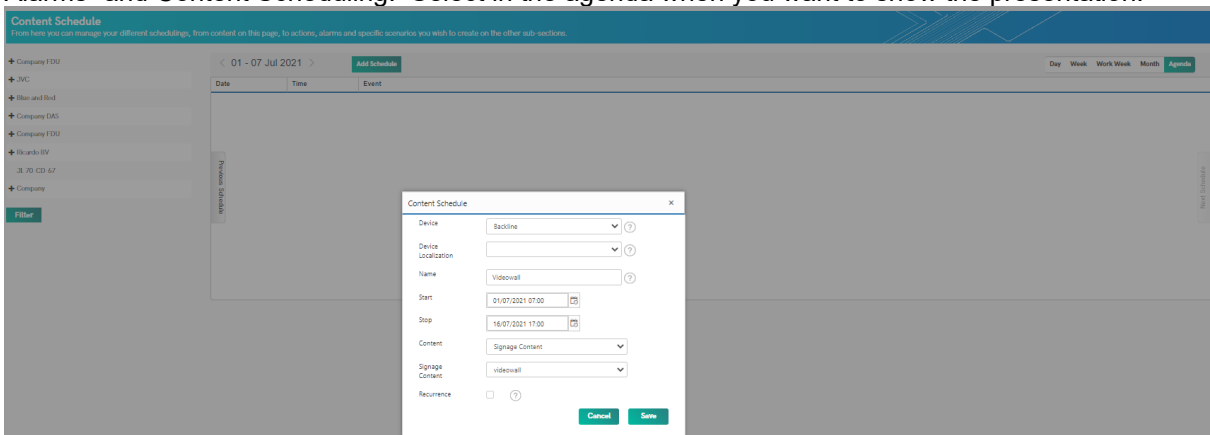 Alarms' and Content Scheduling.' Select in the agenda when you want to show the presentation.
Content Schedule
From here you can manage your different schedulings, from content on this page, to actions, alarms and specific scenarios you wish to create on the other sub-sections.
+ Company FDU
+ JVC
+ Blue and Red
+ Company DAS
+ Company FDU
+ Ricardo BV
JL 70 CD 67
+ Company
Filter
< 01 - 07 Jul 2021 >
Add Schedule
Day Week Work Week Month Agenda
Date Time Event
Previous Schedule
Next Schedule
Content Schedule ×
Device Backline ?
Device
Localization ?
Name Videowall ?
Start 01/07/2021 07:00
Stop 16/07/2021 17:00
Content Signage Content
Signage
Content videowall
Recurrence ?
Cancel Save